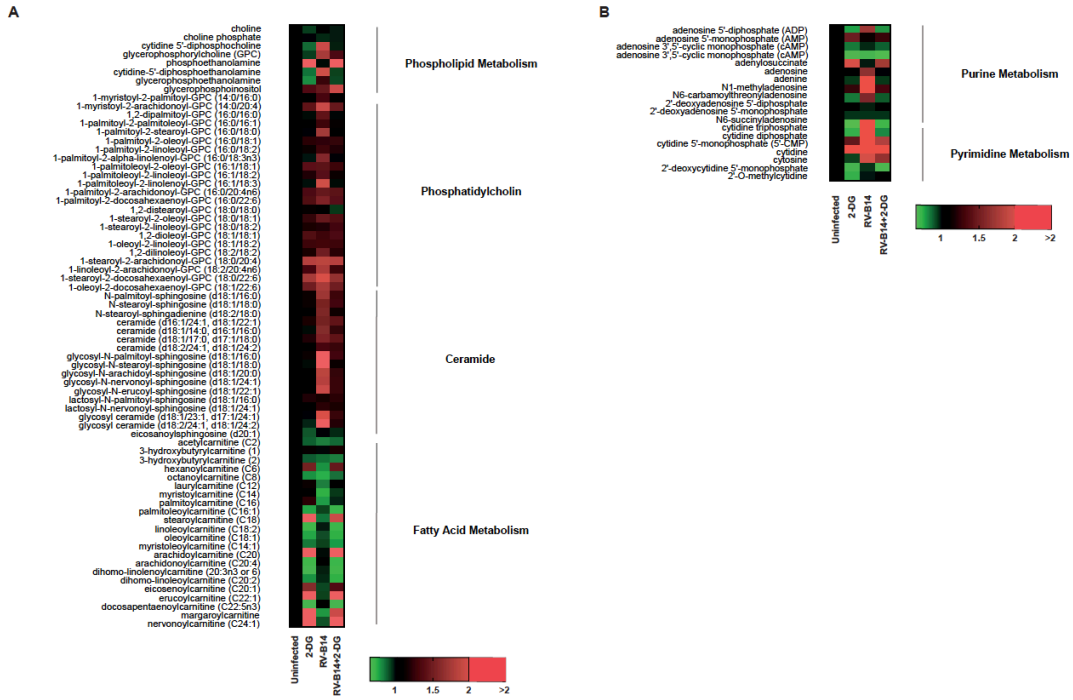 A
choline
choline phosphate
cytidine 5'-diphosphocholine
glycerophosphorylcholine (GPC)
phosphoethanolamine
cytidine-5'-diphosphoethanolamine
glycerophosphoethanolamine
glycerophosphoinositol
1-myristoyl-2-palmitoyl-GPC (14:0/16:0)
1-myristoyl-2-arachidonoyl-GPC (14:0/20:4)
1,2-dipalmitoyl-GPC (16:0/16:0)
1-palmitoyl-2-palmitoleoyl-GPC (16:0/16:1)
1-palmitoyl-2-stearoyl-GPC (16:0/18:0)
1-palmitoyl-2-oleoyl-GPC (16:0/18:1)
1-palmitoyl-2-linoleoyl-GPC (16:0/18:2)
1-palmitoyl-2-alpha-linolenoyl-GPC (16:0/18:3n3)
1-palmitoleoyl-2-oleoyl-GPC (16:1/18:1)
1-palmitoleoyl-2-linoleoyl-GPC (16:1/18:2)
1-palmitoleoyl-2-linolenoyl-GPC (16:1/18:3)
1-palmitoyl-2-arachidonoyl-GPC (16:0/20:4n6)
1-palmitoyl-2-docosahexaenoyl-GPC (16:0/22:6)
1,2-distearoyl-GPC (18:0/18:0)
1-stearoyl-2-oleoyl-GPC (18:0/18:1)
1-stearoyl-2-linoleoyl-GPC (18:0/18:2)
1,2-dioleoyl-GPC (18:1/18:1)
1-oleoyl-2-linoleoyl-GPC (18:1/18:2)
1,2-dilinoleoyl-GPC (18:2/18:2)
1-stearoyl-2-arachidonoyl-GPC (18:0/20:4)
1-linoleoyl-2-arachidonoyl-GPC (18:2/20:4n6)
1-stearoyl-2-docosahexaenoyl-GPC (18:0/22:6)
1-oleoyl-2-docosahexaenoyl-GPC (18:1/22:6)
N-palmitoyl-sphingosine (d18:1/16:0)
N-stearoyl-sphingosine (d18:1/18:0)
N-stearoyl-sphingadienine (d18:2/18:0)
ceramide (d16:1/24:1, d18:1/22:1)
ceramide (d18:1/14:0, d16:1/16:0)
ceramide (d18:1/17:0, d17:1/18:0)
ceramide (d18:2/24:1, d18:1/24:2)
glycosyl-N-palmitoyl-sphingosine (d18:1/16:0)
glycosyl-N-stearoyl-sphingosine (d18:1/18:0)
glycosyl-N-arachidoyl-sphingosine (d18:1/20:0)
glycosyl-N-nervonoyl-sphingosine (d18:1/24:1)
glycosyl-N-erucoyl-sphingosine (d18:1/22:1)
lactosyl-N-palmitoyl-sphingosine (d18:1/16:0)
lactosyl-N-nervonoyl-sphingosine (d18:1/24:1)
glycosyl ceramide (d18:1/23:1, d17:1/24:1)
glycosyl ceramide (d18:2/24:1, d18:1/24:2)
eicosanoylsphingosine (d20:1)
acetylcarnitine (C2)
3-hydroxybutyrylcarnitine (1)
3-hydroxybutyrylcarnitine (2)
hexanoylcarnitine (C6)
octanoylcarnitine (C8)
laurylcarnitine (C12)
myristoylcarnitine (C14)
palmitoylcarnitine (C16)
palmitoleoylcarnitine (C16:1)
stearoylcarnitine (C18)
linoleoylcarnitine (C18:2)
oleoylcarnitine (C18:1)
myristoleoylcarnitine (C14:1)
arachidoylcarnitine (C20)
arachidonoylcarnitine (C20:4)
dihomo-linolenoylcarnitine (20:3n3 or 6)
dihomo-linoleoylcarnitine (C20:2)
eicosenoylcarnitine (C20:1)
erucoylcarnitine (C22:1)
docosapentaenoylcarnitine (C22:5n3)
margaroylcarnitine
nervonoylcarnitine (C24:1)
Phospholipid Metabolism
Phosphatidylcholin
Ceramide
Fatty Acid Metabolism
Uninfected
2-DG
RV-B14
RV-B14+2-DG
1 1.5 2 >2
B
adenosine 5'-diphosphate (ADP)
adenosine 5'-monophosphate (AMP)
adenosine 3',5'-cyclic monophosphate (cAMP)
adenosine 3',5'-cyclic monophosphate (cAMP)
adenylosuccinate
adenosine
adenine
N1-methyladenosine
N6-carbamoylthreonyladenosine
2'-deoxyadenosine 5'-diphosphate
2'-deoxyadenosine 5'-monophosphate
N6-succinyladenosine
cytidine triphosphate
cytidine diphosphate
cytidine 5'-monophosphate (5'-CMP)
cytidine
cytosine
2'-deoxycytidine 5'-monophosphate
2'-O-methylcytidine
Purine Metabolism
Pyrimidine Metabolism
Uninfected
2-DG
RV-B14
RV-B14+2-DG
1 1.5 2 >2